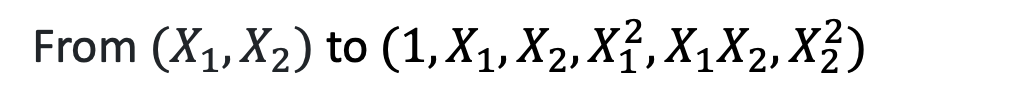 From (X₁, X₂) to (1, X₁, X₂, X₁², X₁X₂, X₂²)